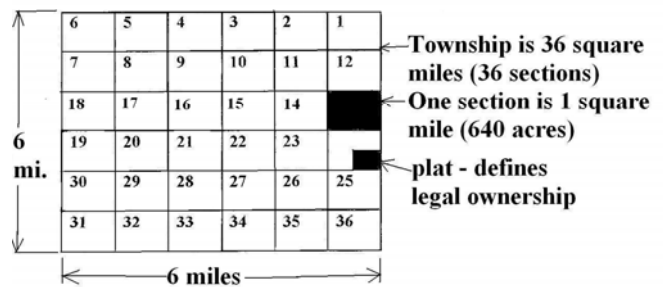 6 5 4 3 2 1
Township is 36 square
miles (36 sections)
7 8 9 10 11 12
One section is 1 square
mile (640 acres)
18 17 16 15 14
6
mi.
19 20 21 22 23
plat - defines
legal ownership
30 29 28 27 26 25
31 32 33 34 35 36
6 miles